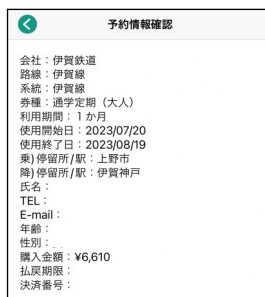 予約情報確認
会社：伊賀鉄道
路線：伊賀線
系統：伊賀線
券種：通学定期（大人）
利用期間：１か月
使用開始日：2023/07/20
使用終了日：2023/08/19
乗)停留所/駅：上野市
降)停留所/駅：伊賀神戸
氏名：
TEL：
E-mail：
年齢：
性別：
購入金額：¥6,610
払戻期限：
決済番号：